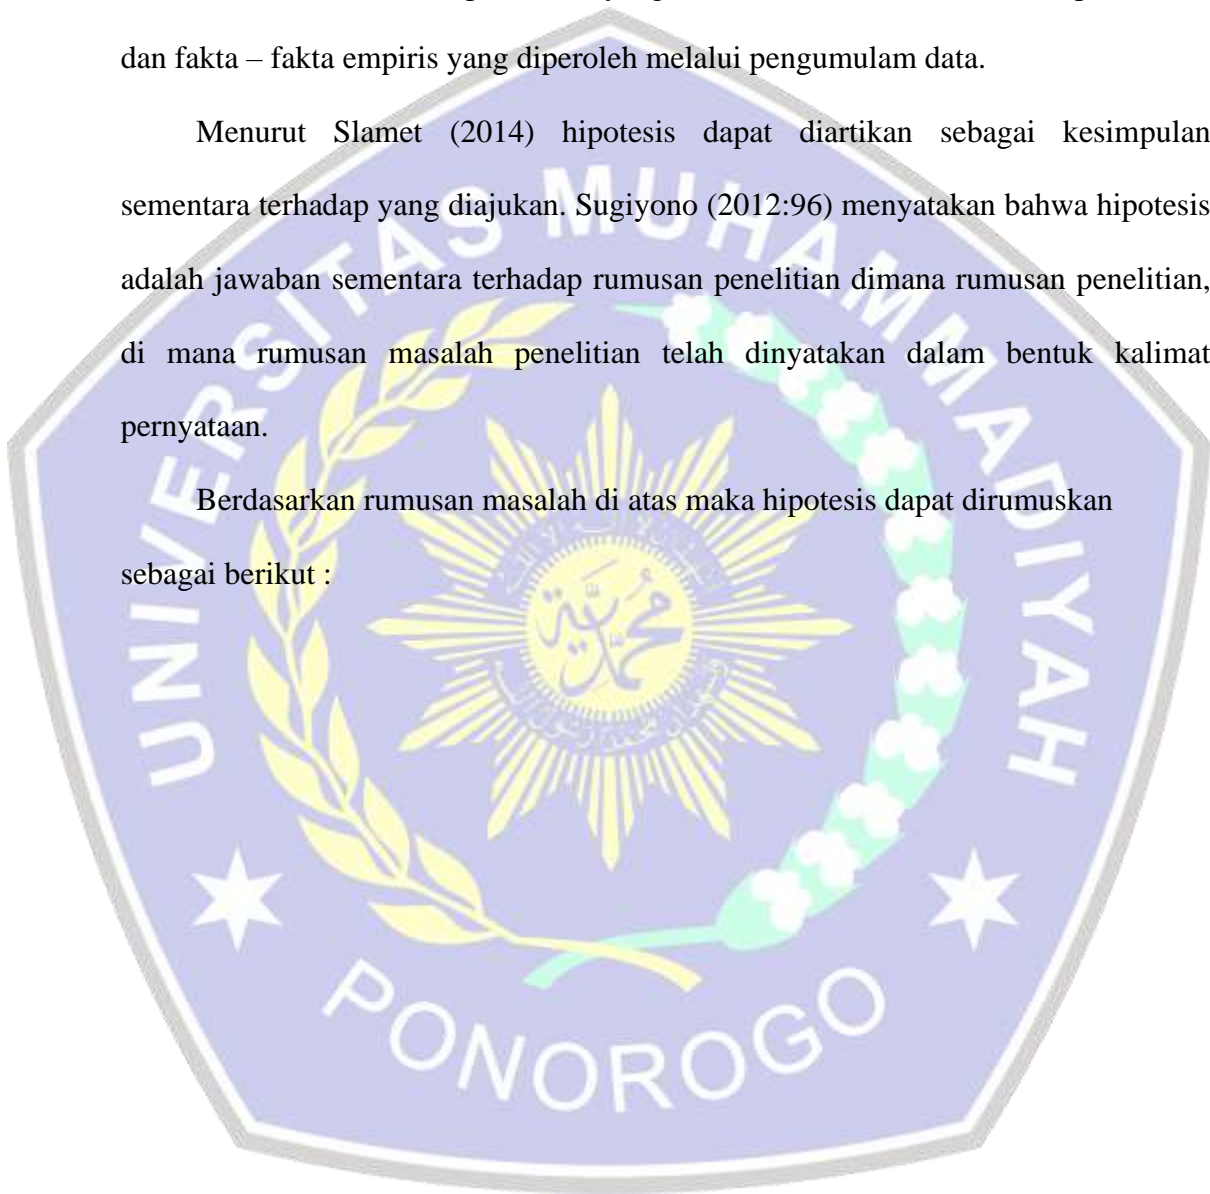 dan fakta – fakta empiris yang diperoleh melalui pengumulam data.
Menurut Slamet (2014) hipotesis dapat diartikan sebagai kesimpulan
sementara terhadap yang diajukan. Sugiyono (2012:96) menyatakan bahwa hipotesis
adalah jawaban sementara terhadap rumusan penelitian dimana rumusan penelitian,
di mana rumusan masalah penelitian telah dinyatakan dalam bentuk kalimat
pernyataan.
Berdasarkan rumusan masalah di atas maka hipotesis dapat dirumuskan
sebagai berikut :
UNIVERSITAS MUHAMMADIYAH
محمدية
PONOROGO